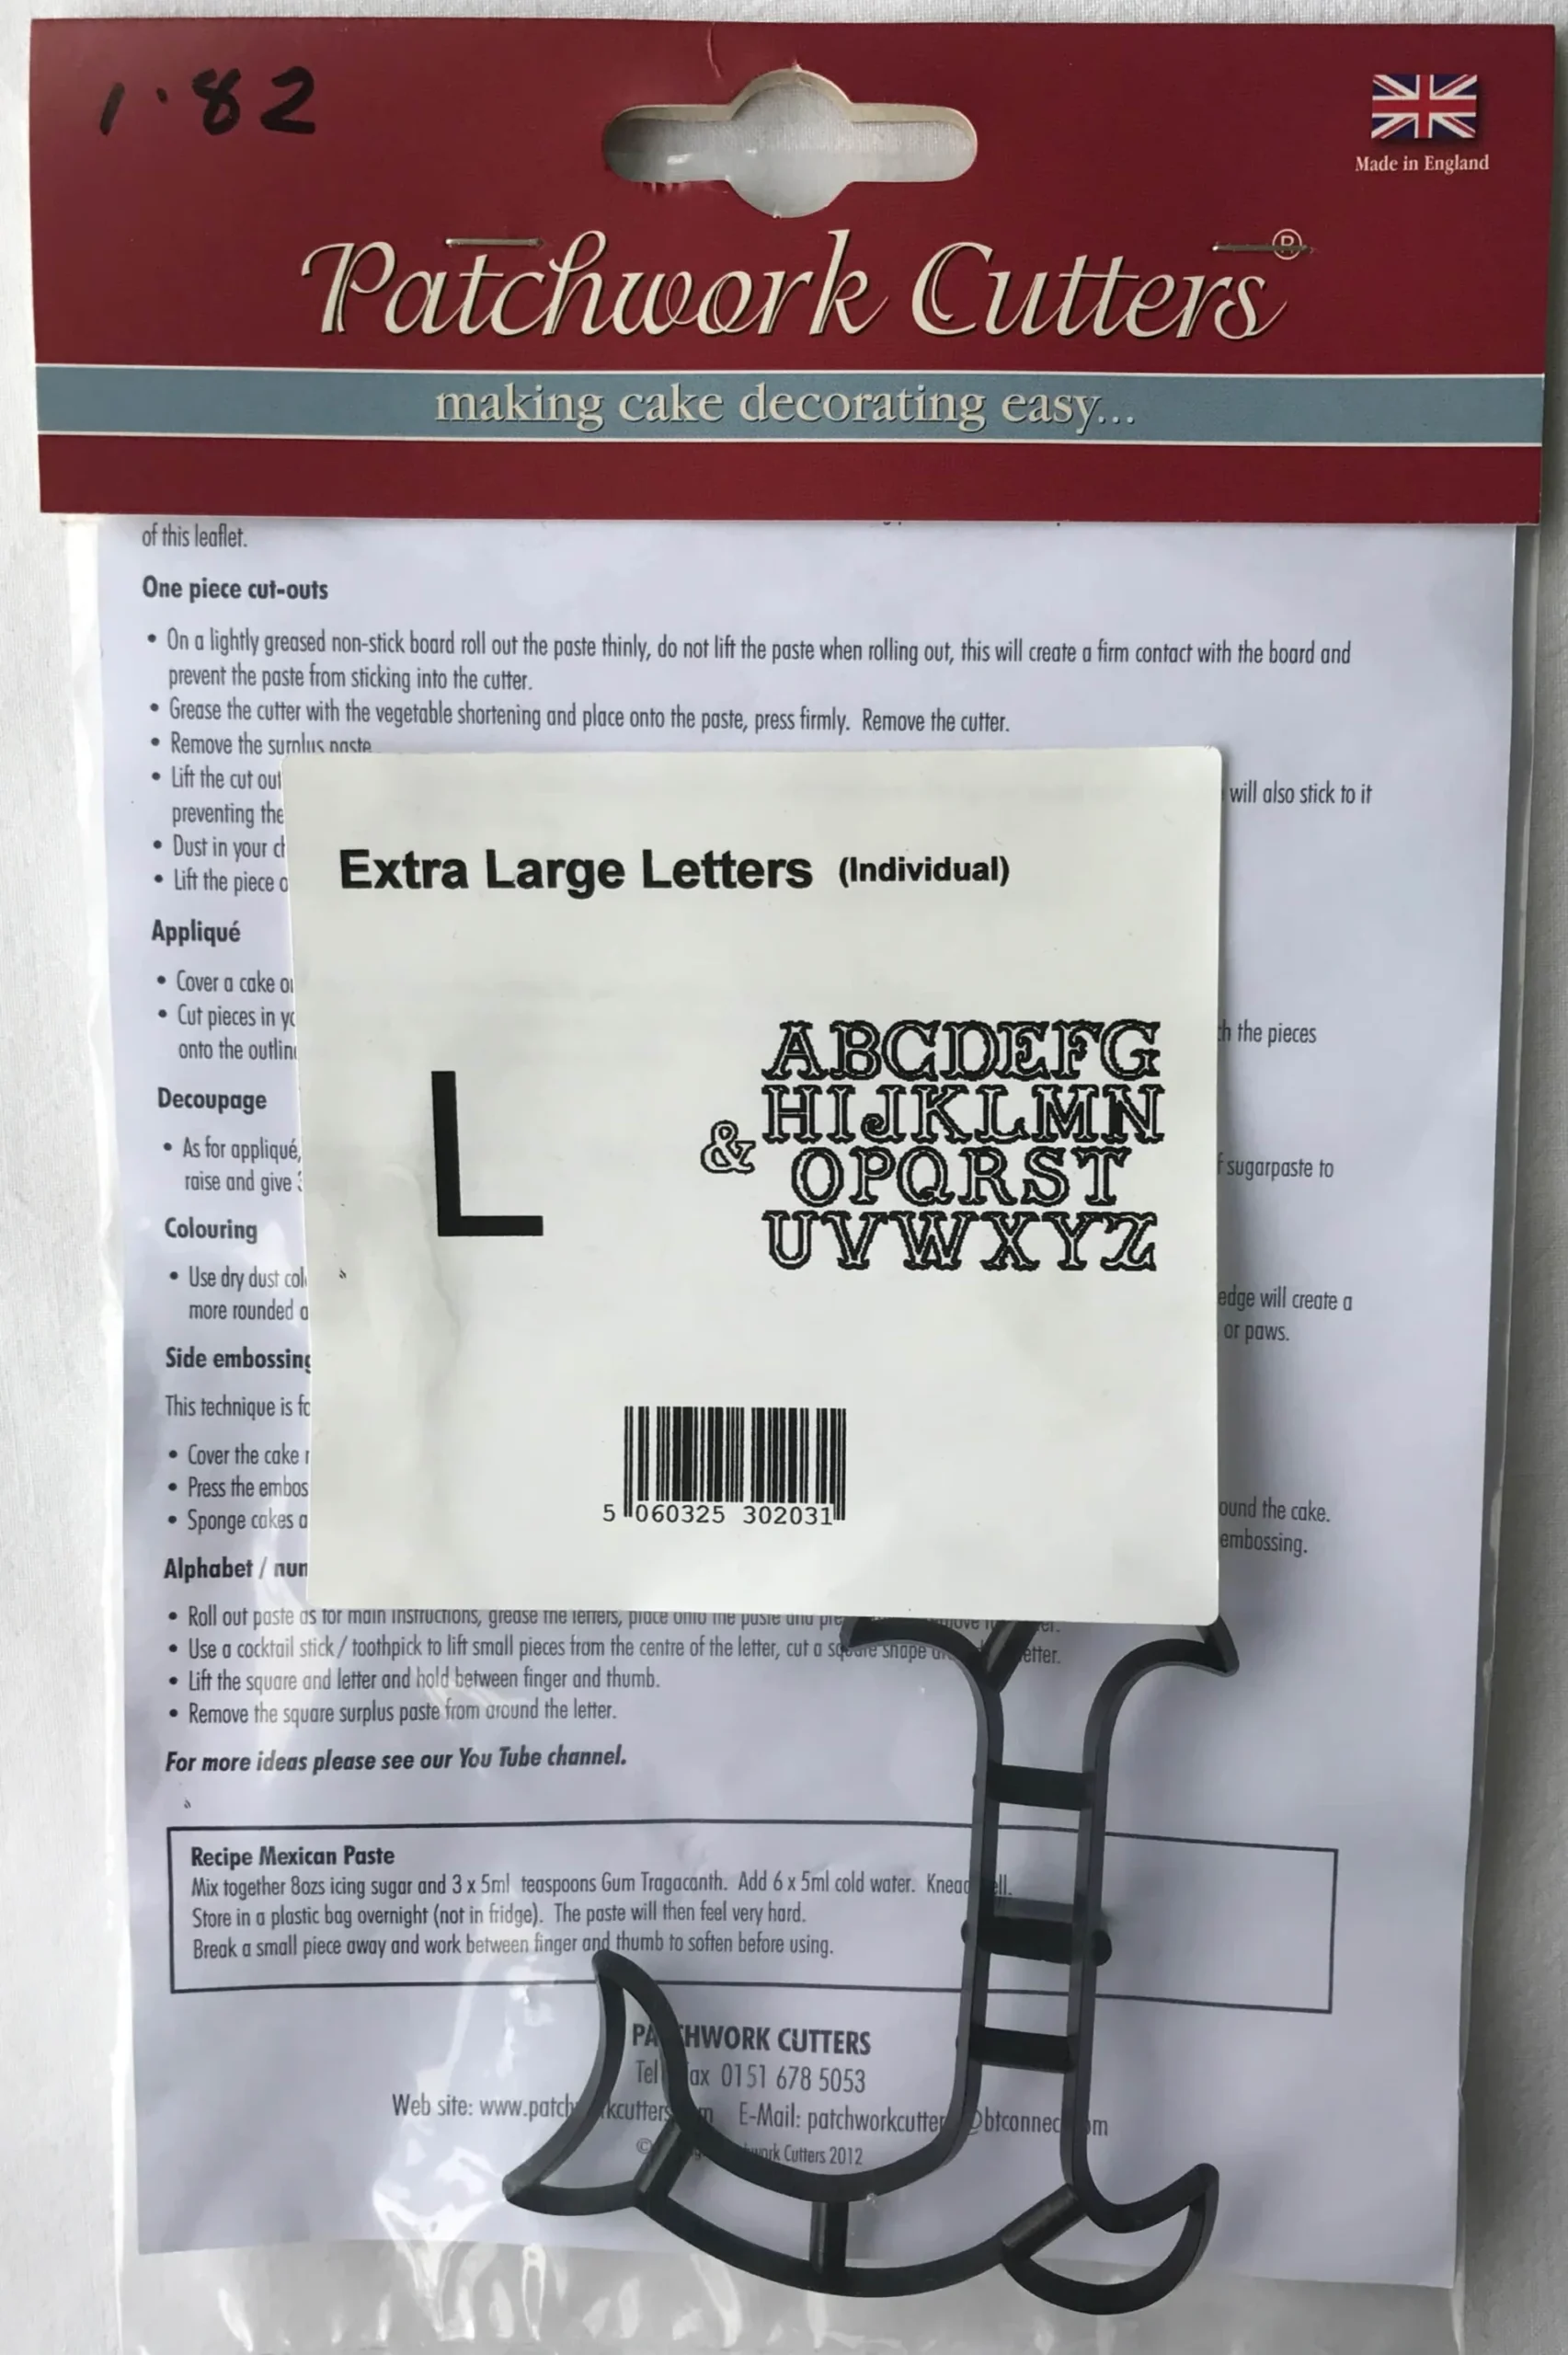 1.82
Made in England
Patchwork Cutters®
making cake decorating easy...
of this leaflet.
One piece cut-outs
• On a lightly greased non-stick board roll out the paste thinly, do not lift the paste when rolling out, this will create a firm contact with the board and
prevent the paste from sticking into the cutter.
• Grease the cutter with the vegetable shortening and place onto the paste, press firmly. Remove the cutter.
• Remove the surplus paste
• Lift the cut out will also stick to it
preventing the
• Dust in your
• Lift the piece
Appliqué
• Cover a cake
• Cut pieces in the pieces
onto the
Decoupage
• As for appliqué, sugarpaste to
raise and give
Colouring
• Use dry dust edge will create a
more rounded or paws.
Side embossing
This technique is
• Cover the cake
• Press the
• Sponge cakes the cake.
embossing.
Alphabet /
• Roll out paste as for main instructions, grease the letters, place onto the paste and
• Use a cocktail stick / toothpick to lift small pieces from the centre of the letter, cut a square shape letter.
• Lift the square and letter and hold between finger and thumb.
• Remove the square surplus paste from around the letter.
For more ideas please see our You Tube channel.
Recipe Mexican Paste
Mix together 8ozs icing sugar and 3 x 5ml teaspoons Gum Tragacanth. Add 6 x 5ml cold water. Knead well.
Store in a plastic bag overnight (not in fridge). The paste will then feel very hard.
Break a small piece away and work between finger and thumb to soften before using.
PATCHWORK CUTTERS
Tel Fax 0151 678 5053
Web site: www.patchworkcutters.com E-Mail: patchworkcutters@btconnect.com
© Patchwork Cutters 2012
Extra Large Letters (Individual)
L
ABCDEFG
HIJKLMN
&
OPQRST
UVWXYZ
5 060325 302031